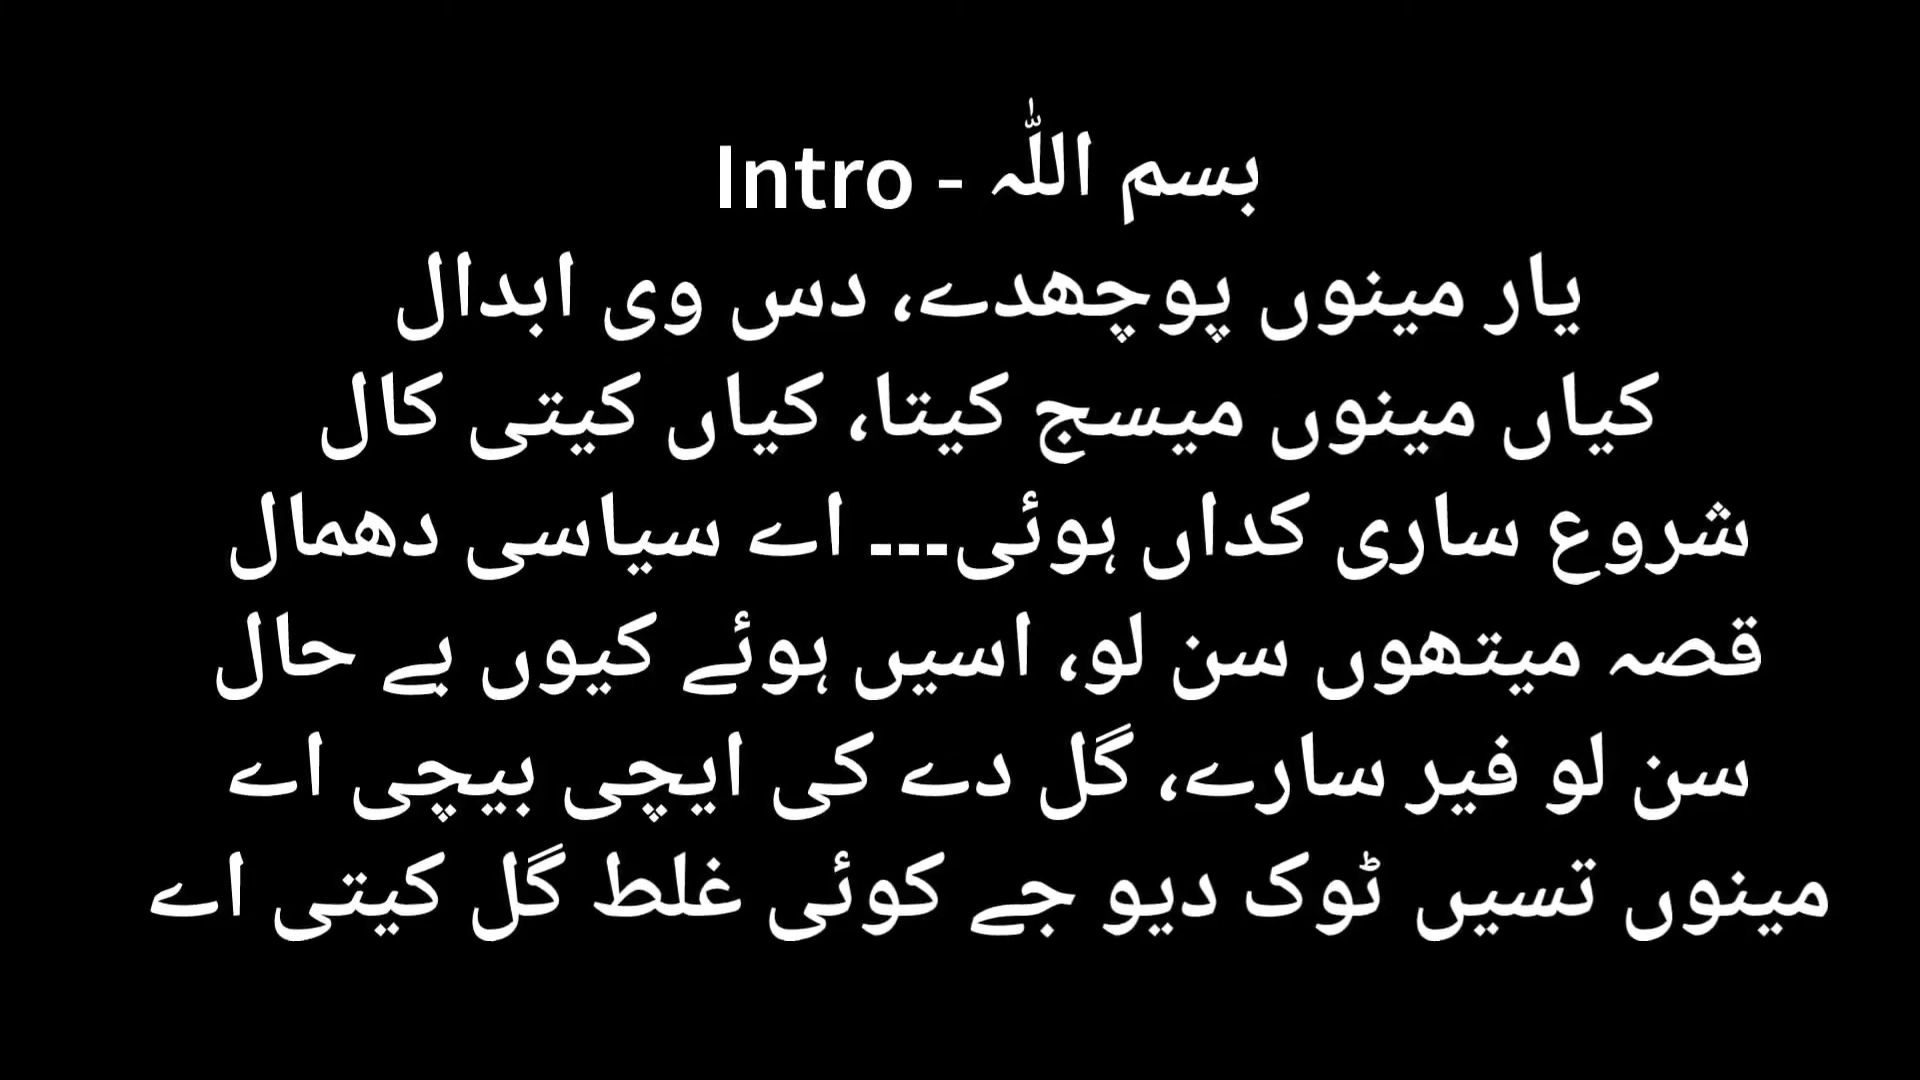 Intro - بسم اللّٰہ
یار مینوں پوچھدے، دس وی ابدال
کیاں مینوں میسج کیتا، کیاں کیتی کال
شروع ساری کداں ہوئی--- اے سیاسی دھمال
قصہ میتھوں سن لو، اسیں ہوئے کیوں بے حال
سن لو فیر سارے، گل دے کی ایچی بیچی اے
مینوں تسیں ٹوک دیو جے کوئی غلط گل کیتی اے